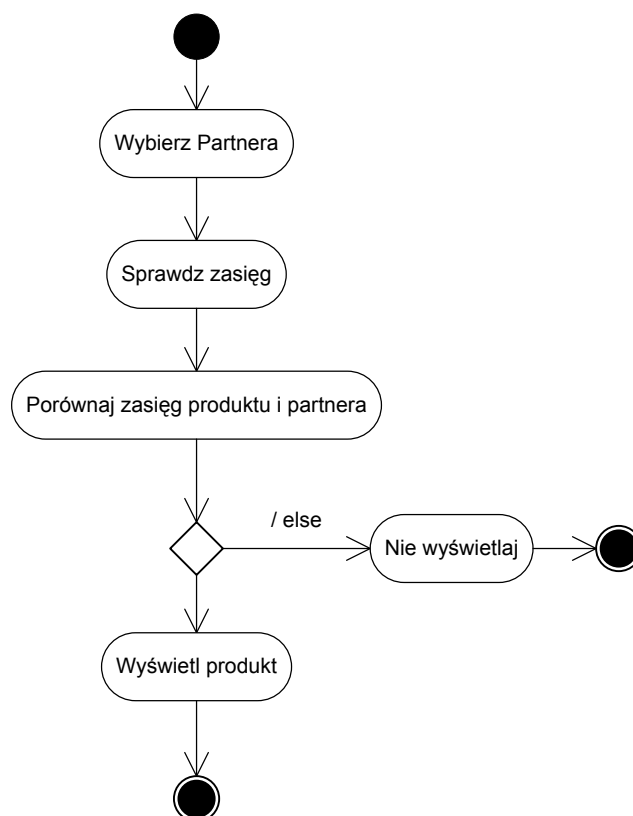 Wybierz Partnera
Sprawdz zasięg
Porównaj zasięg produktu i partnera
/ else
Nie wyświetlaj
Wyświetl produkt